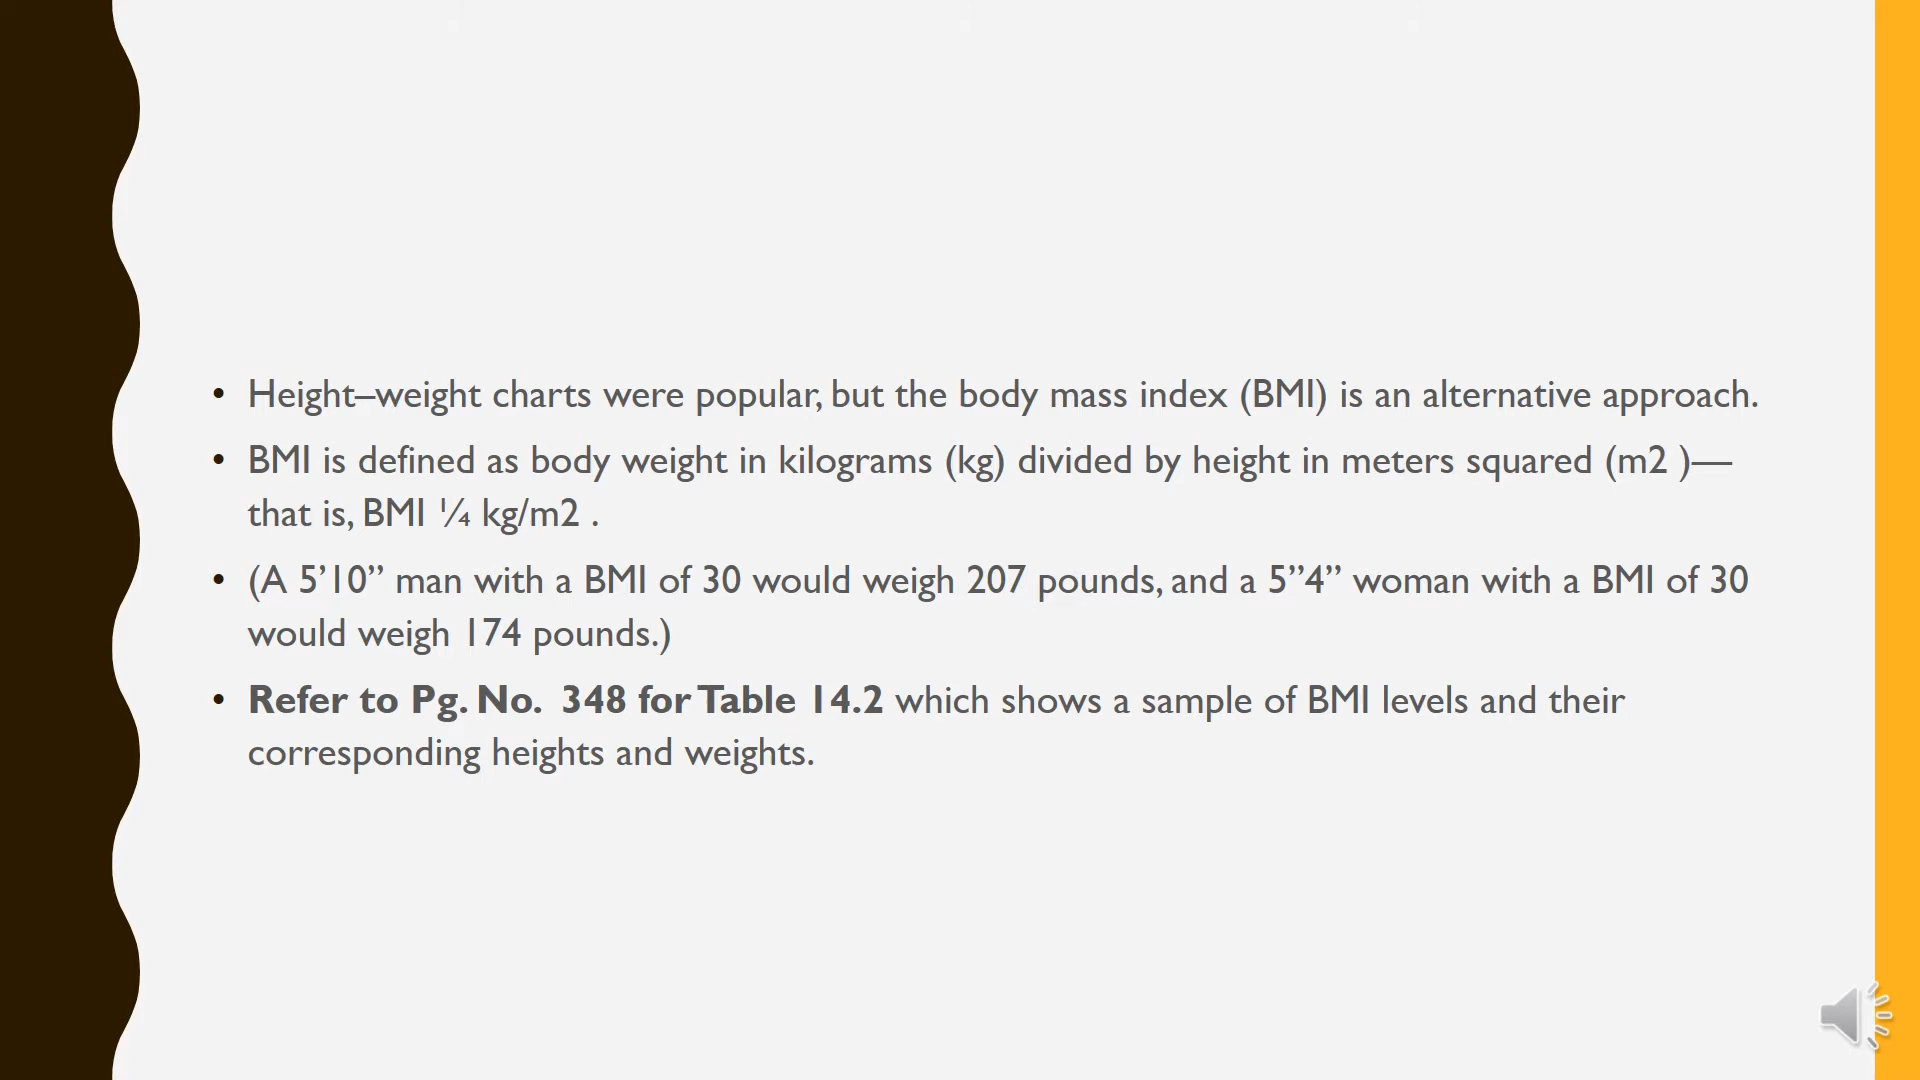 • Height–weight charts were popular, but the body mass index (BMI) is an alternative approach.
• BMI is defined as body weight in kilograms (kg) divided by height in meters squared (m2 )—
that is, BMI ¼ kg/m2 .
• (A 5’10” man with a BMI of 30 would weigh 207 pounds, and a 5”4” woman with a BMI of 30
would weigh 174 pounds.)
• Refer to Pg. No.  348 for Table 14.2 which shows a sample of BMI levels and their
corresponding heights and weights.